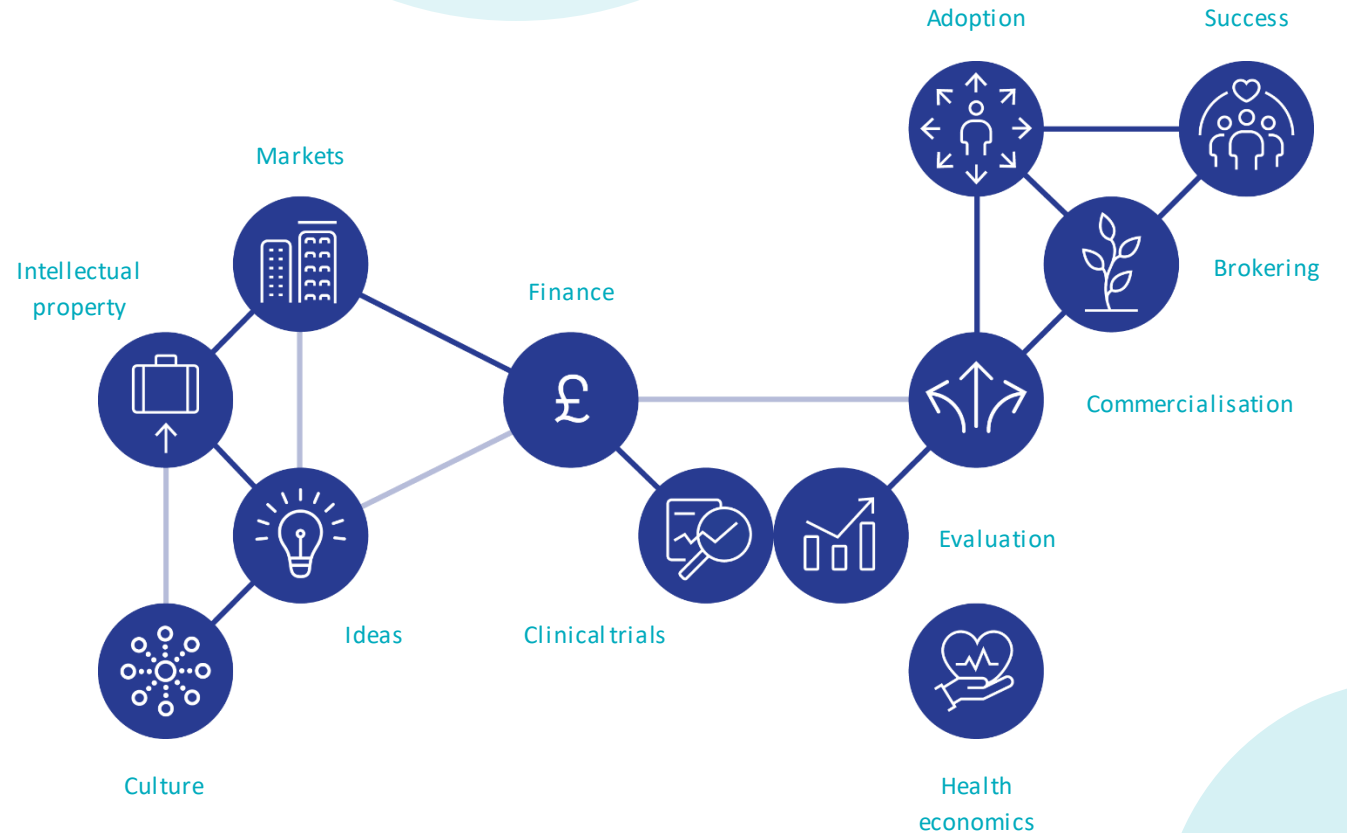 Adoption
Success
Markets
Intellectual
property
Finance
£
Brokering
Commercialisation
Evaluation
Ideas
Clinical trials
Culture
Health
economics